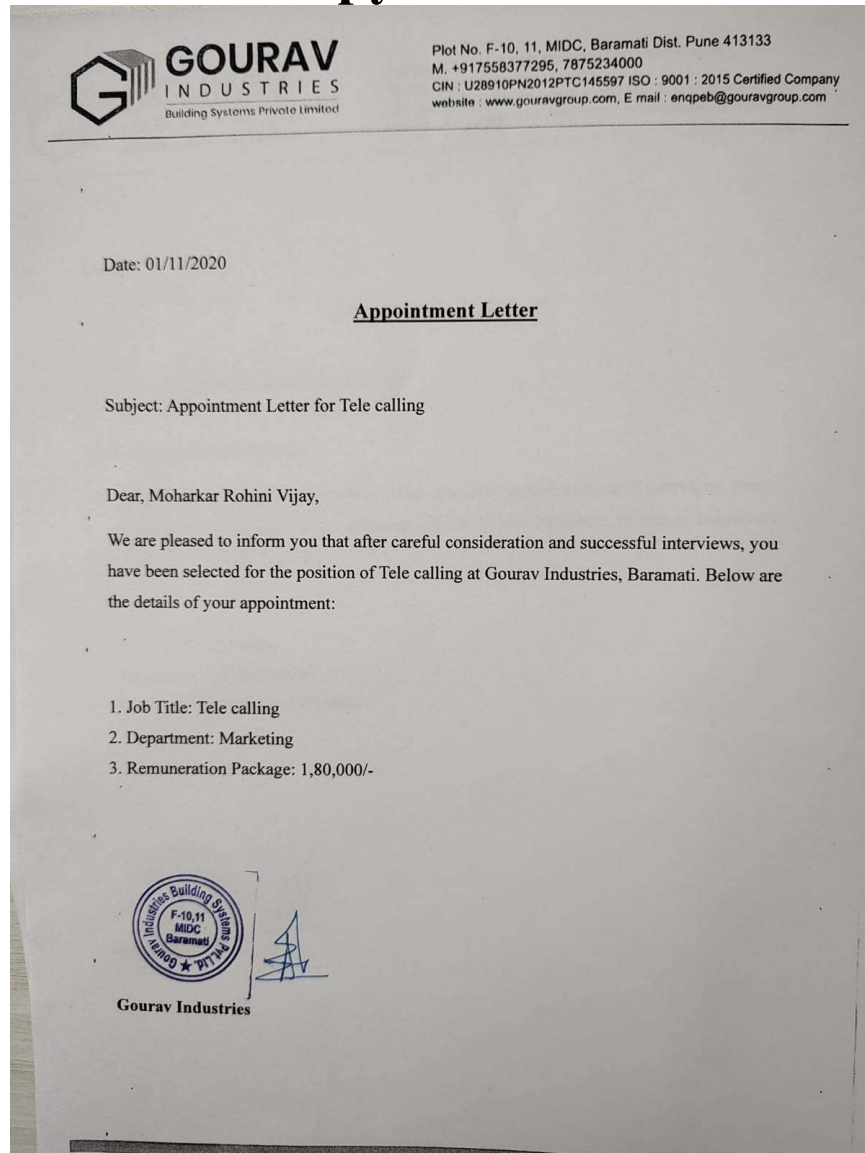 py
GOURAV
INDUSTRIES
Building Systems Private Limited
Plot No. F-10, 11, MIDC, Baramati Dist. Pune 413133
M. +917558377295, 7875234000
CIN : U28910PN2012PTC145597 ISO : 9001 : 2015 Certified Company
website : www.gouravgroup.com, E mail : enqpeb@gouravgroup.com
Date: 01/11/2020
Appointment Letter
Subject: Appointment Letter for Tele calling
Dear, Moharkar Rohini Vijay,
We are pleased to inform you that after careful consideration and successful interviews, you
have been selected for the position of Tele calling at Gourav Industries, Baramati. Below are
the details of your appointment:
1. Job Title: Tele calling
2. Department: Marketing
3. Remuneration Package: 1,80,000/-
Gourav Industries Building Systems Pvt.Ltd.
F-10,11
MIDC
Baramati
Gourav Industries